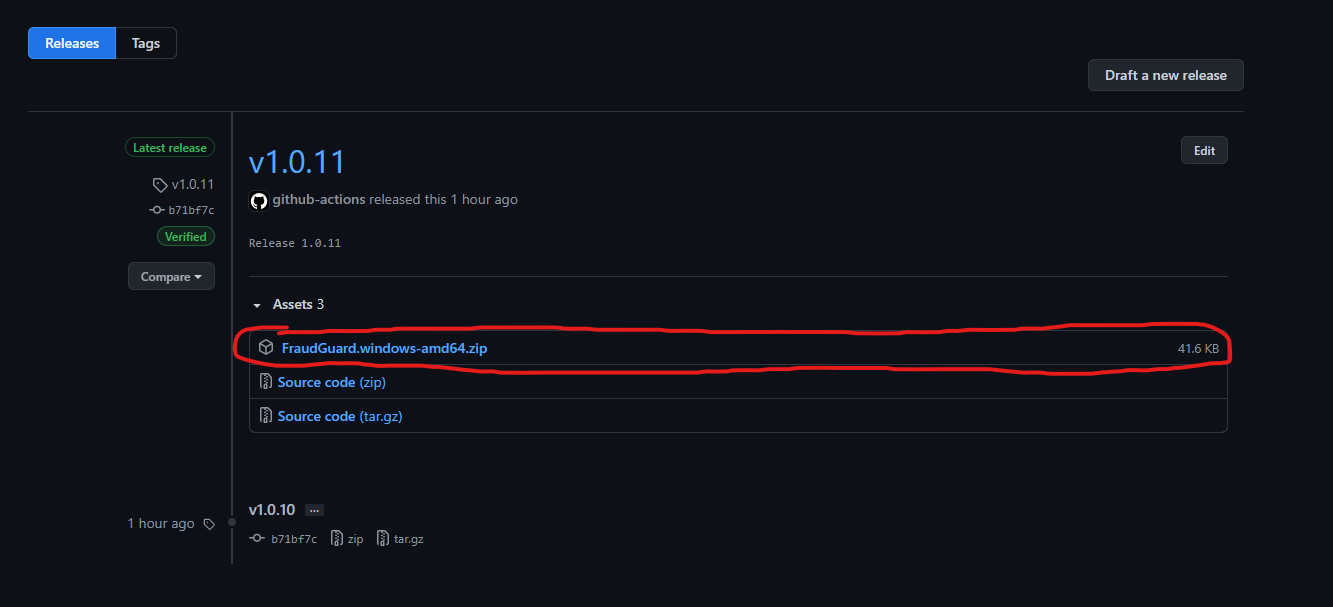 Releases Tags
Draft a new release
Latest release
v1.0.11
Edit
v1.0.11
github-actions released this 1 hour ago
b71bf7c
Verified
Release 1.0.11
Compare
Assets 3
FraudGuard.windows-amd64.zip 41.6 KB
Source code (zip)
Source code (tar.gz)
v1.0.10 ...
1 hour ago
b71bf7c zip tar.gz